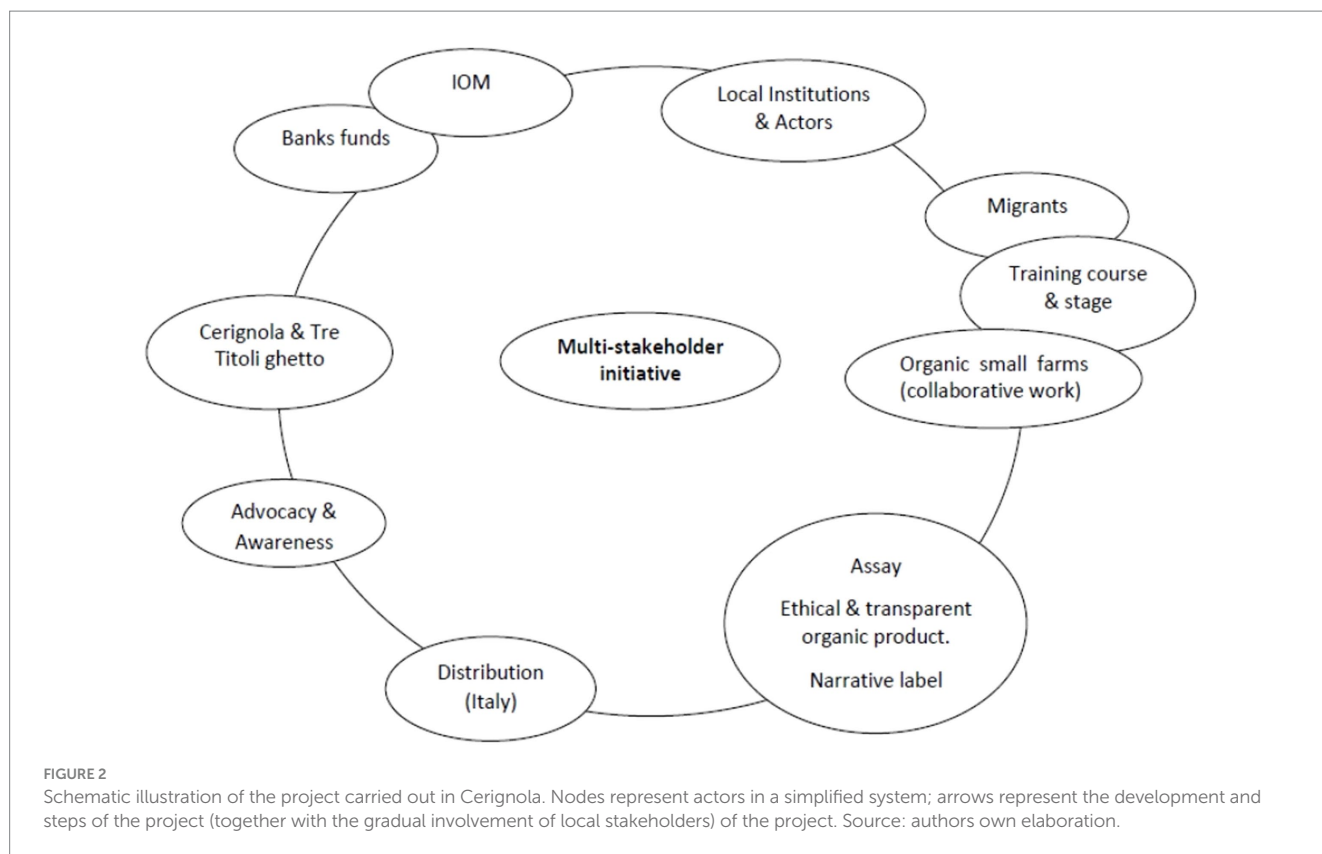 IOM
Banks funds
Local Institutions
& Actors
Migrants
Training course
& stage
Organic small farms
(collaborative work)
Cerignola & Tre
Titoli ghetto
Multi-stakeholder
initiative
Advocacy &
Awareness
Assay
Ethical & transparent
organic product.
Narrative label
Distribution
(Italy)
FIGURE 2
Schematic illustration of the project carried out in Cerignola. Nodes represent actors in a simplified system; arrows represent the development and
steps of the project (together with the gradual involvement of local stakeholders) of the project. Source: authors own elaboration.